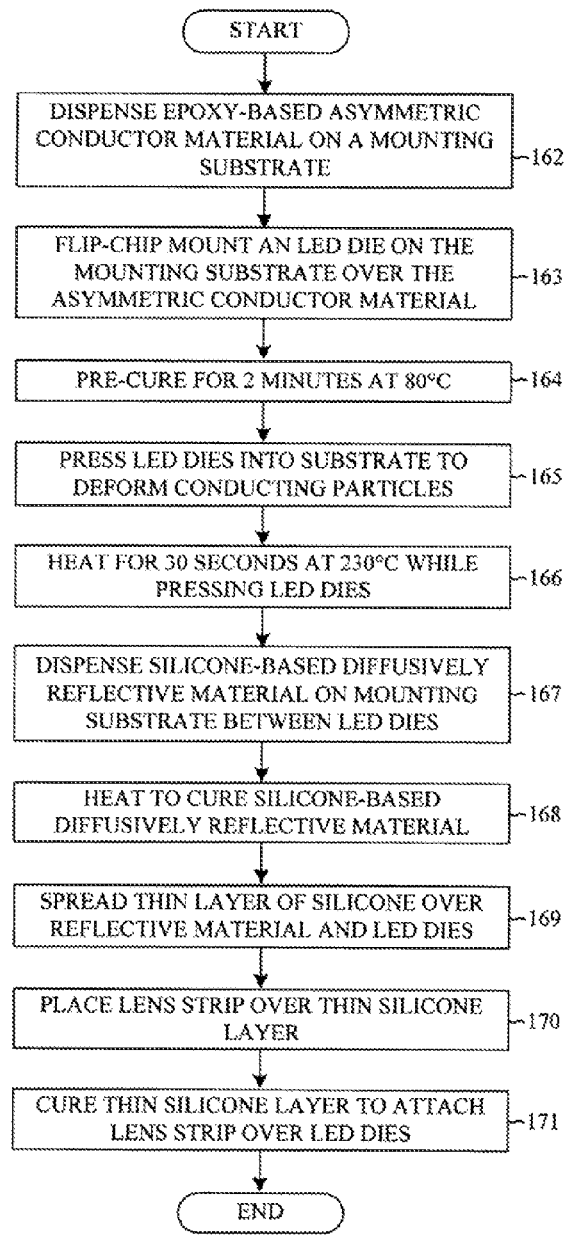 START
DISPENSE EPOXY-BASED ASYMMETRIC
CONDUCTOR MATERIAL ON A MOUNTING
SUBSTRATE
162
FLIP-CHIP MOUNT AN LED DIE ON THE
MOUNTING SUBSTRATE OVER THE
ASYMMETRIC CONDUCTOR MATERIAL
163
PRE-CURE FOR 2 MINUTES AT 80°C
164
PRESS LED DIES INTO SUBSTRATE TO
DEFORM CONDUCTING PARTICLES
165
HEAT FOR 30 SECONDS AT 230°C WHILE
PRESSING LED DIES
166
DISPENSE SILICONE-BASED DIFFUSIVELY
REFLECTIVE MATERIAL ON MOUNTING
SUBSTRATE BETWEEN LED DIES
167
HEAT TO CURE SILICONE-BASED
DIFFUSIVELY REFLECTIVE MATERIAL
168
SPREAD THIN LAYER OF SILICONE OVER
REFLECTIVE MATERIAL AND LED DIES
169
PLACE LENS STRIP OVER THIN SILICONE
LAYER
170
CURE THIN SILICONE LAYER TO ATTACH
LENS STRIP OVER LED DIES
171
END